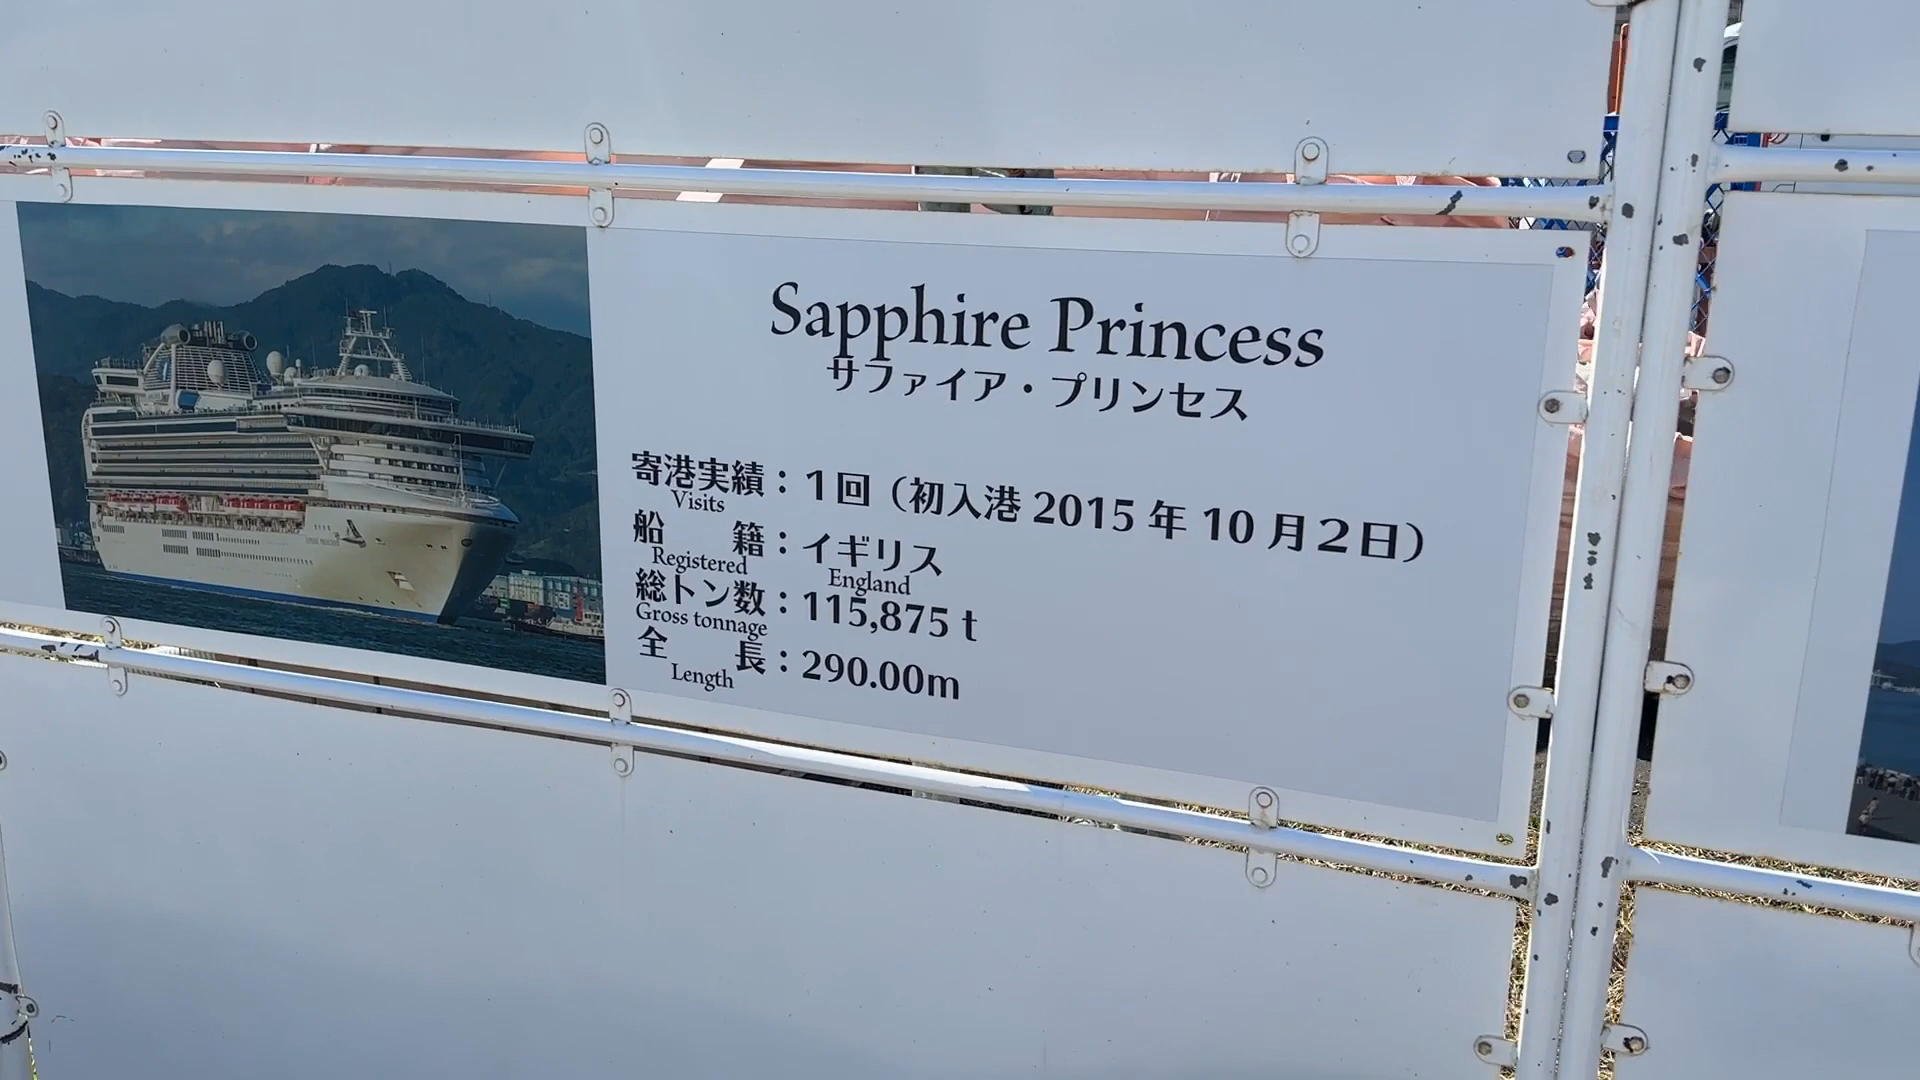 Sapphire Princess
サファイア・プリンセス
寄港実績：1回（初入港 2015 年 10 月2日）
Visits
船籍：イギリス
Registered England
総トン数：115,875 t
Gross tonnage
全長：290.00m
Length